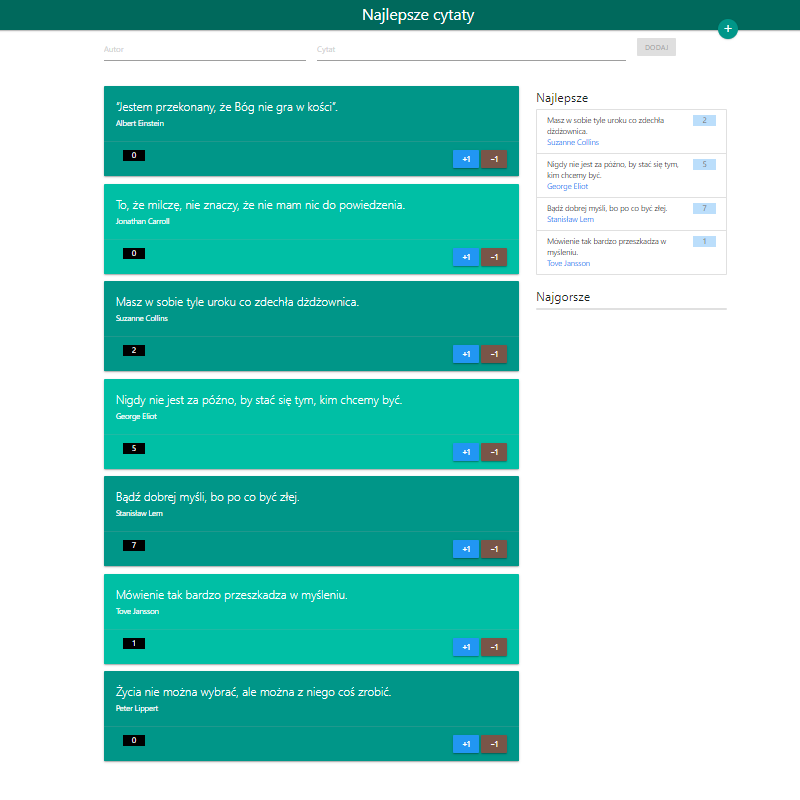 Najlepsze cytaty
+
Autor
Cytat
DODAJ
"Jestem przekonany, że Bóg nie gra w kości".
Albert Einstein
0
+1
-1
To, że milczę, nie znaczy, że nie mam nic do powiedzenia.
Jonathan Carroll
0
+1
-1
Masz w sobie tyle uroku co zdechła dżdżownica.
Suzanne Collins
2
+1
-1
Nigdy nie jest za późno, by stać się tym, kim chcemy być.
George Eliot
5
+1
-1
Bądź dobrej myśli, bo po co być złej.
Stanisław Lem
7
+1
-1
Mówienie tak bardzo przeszkadza w myśleniu.
Tove Jansson
1
+1
-1
Życia nie można wybrać, ale można z niego coś zrobić.
Peter Lippert
0
+1
-1
Najlepsze
Masz w sobie tyle uroku co zdechła
dżdżownica.
Suzanne Collins
2
Nigdy nie jest za późno, by stać się tym,
kim chcemy być.
George Eliot
5
Bądź dobrej myśli, bo po co być złej.
Stanisław Lem
7
Mówienie tak bardzo przeszkadza w
myśleniu.
Tove Jansson
1
Najgorsze